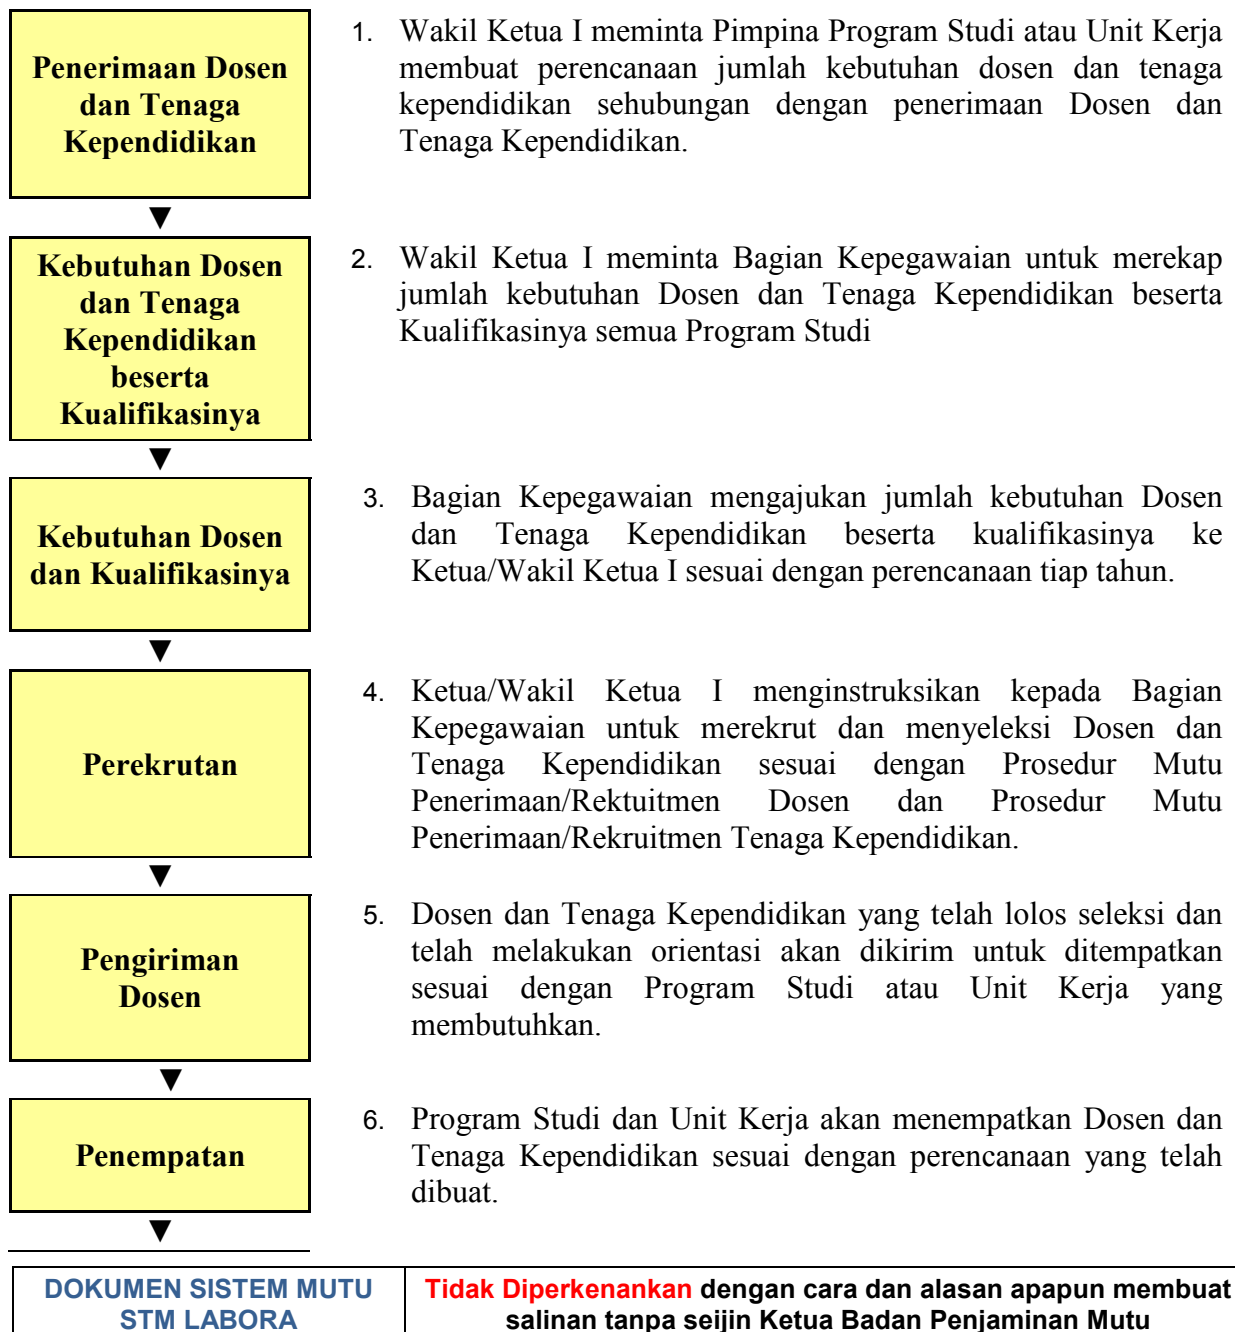 Penerimaan Dosen
dan Tenaga
Kependidikan
1. Wakil Ketua I meminta Pimpina Program Studi atau Unit Kerja
membuat perencanaan jumlah kebutuhan dosen dan tenaga
kependidikan sehubungan dengan penerimaan Dosen dan
Tenaga Kependidikan.
▼
Kebutuhan Dosen
dan Tenaga
Kependidikan
beserta
Kualifikasinya
2. Wakil Ketua I meminta Bagian Kepegawaian untuk merekap
jumlah kebutuhan Dosen dan Tenaga Kependidikan beserta
Kualifikasinya semua Program Studi
▼
Kebutuhan Dosen
dan Kualifikasinya
3. Bagian Kepegawaian mengajukan jumlah kebutuhan Dosen
dan Tenaga Kependidikan beserta kualifikasinya ke
Ketua/Wakil Ketua I sesuai dengan perencanaan tiap tahun.
▼
Perekrutan
4. Ketua/Wakil Ketua I menginstruksikan kepada Bagian
Kepegawaian untuk merekrut dan menyeleksi Dosen dan
Tenaga Kependidikan sesuai dengan Prosedur Mutu
Penerimaan/Rektuitmen Dosen dan Prosedur Mutu
Penerimaan/Rekruitmen Tenaga Kependidikan.
▼
Pengiriman
Dosen
5. Dosen dan Tenaga Kependidikan yang telah lolos seleksi dan
telah melakukan orientasi akan dikirim untuk ditempatkan
sesuai dengan Program Studi atau Unit Kerja yang
membutuhkan.
▼
Penempatan
6. Program Studi dan Unit Kerja akan menempatkan Dosen dan
Tenaga Kependidikan sesuai dengan perencanaan yang telah
dibuat.
▼
DOKUMEN SISTEM MUTU
STM LABORA
Tidak Diperkenankan dengan cara dan alasan apapun membuat
salinan tanpa seijin Ketua Badan Penjaminan Mutu